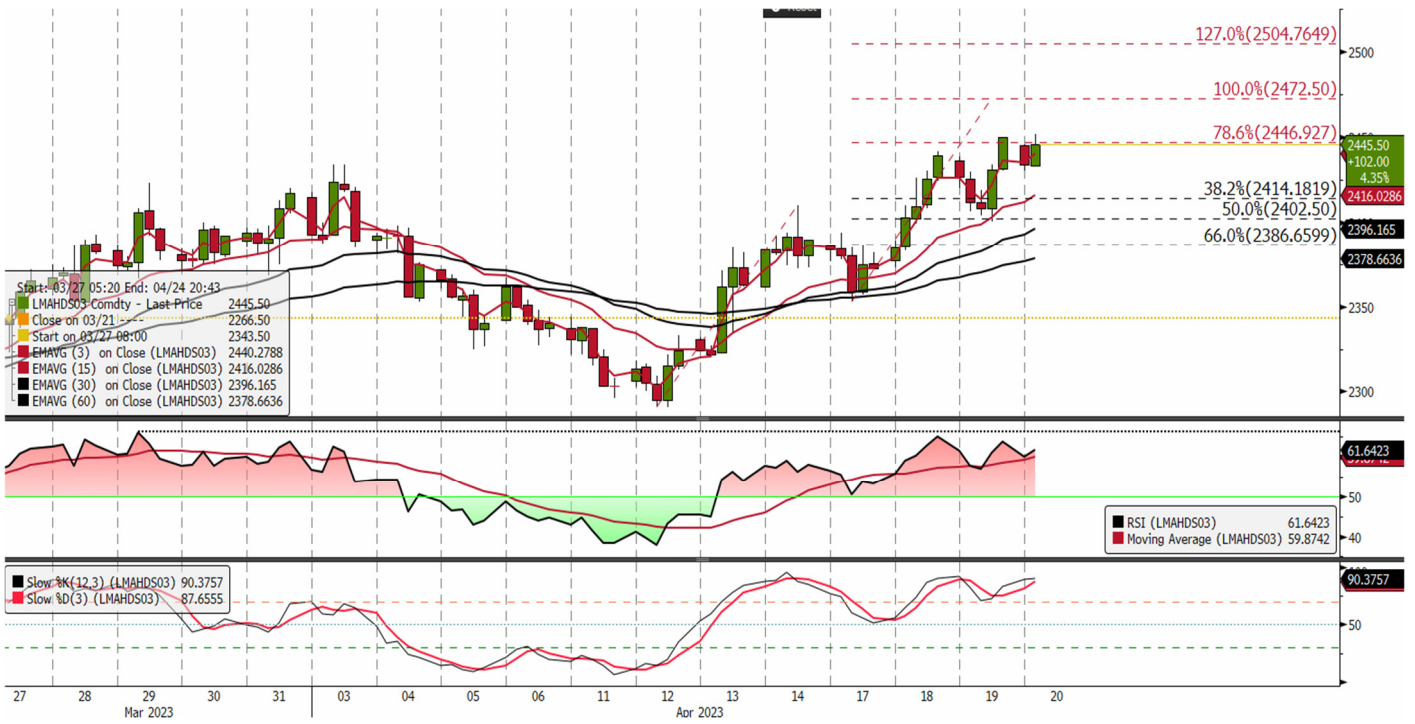 127.0%(2504.7649)
2500
100.0%(2472.50)
78.6%(2446.927)
2445.50
+102.00
4.35%
38.2%(2414.1819)
2416.0286
50.0%(2402.50)
66.0%(2386.6599)
2396.165
2378.6636
2350
2300
Start: 03/27 05:20 End: 04/24 20:43
LMAHDS03 Comdty - Last Price 2445.50
Close on 03/21 ---- 2266.50
Start on 03/27 08:00 2343.50
EMAVG (3) on Close (LMAHDS03) 2440.2788
EMAVG (15) on Close (LMAHDS03) 2416.0286
EMAVG (30) on Close (LMAHDS03) 2396.165
EMAVG (60) on Close (LMAHDS03) 2378.6636
61.6423
50
40
RSI (LMAHDS03) 61.6423
Moving Average (LMAHDS03) 59.8742
Slow %K(12,3) (LMAHDS03) 90.3757
Slow %D(3) (LMAHDS03) 87.6555
90.3757
50
0
27 28 29 30 31 03 04 05 06 11 12 13 14 17 18 19 20
Mar 2023 Apr 2023